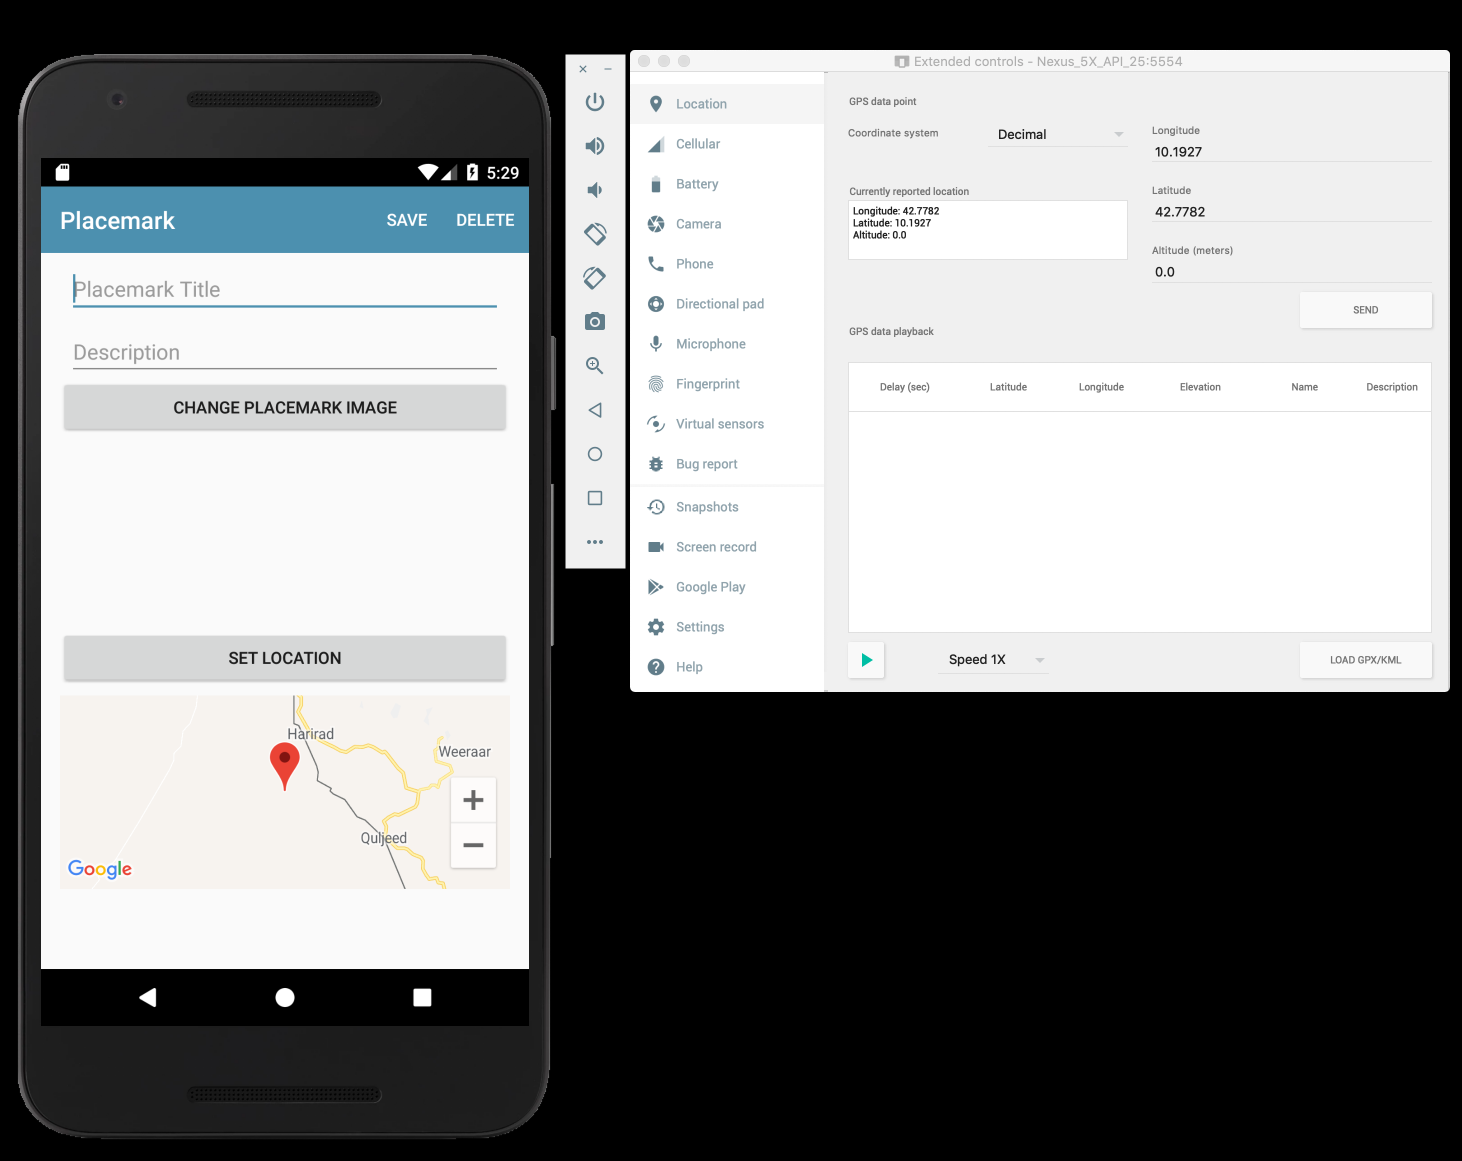 5:29
Placemark SAVE DELETE
Placemark Title
Description
CHANGE PLACEMARK IMAGE
SET LOCATION
Harirad
Weeraar
Quljeed
+
−
Google
Extended controls - Nexus_5X_API_25:5554
Location
Cellular
Battery
Camera
Phone
Directional pad
Microphone
Fingerprint
Virtual sensors
Bug report
Snapshots
Screen record
Google Play
Settings
Help
GPS data point
Coordinate system Decimal
Longitude
10.1927
Latitude
42.7782
Altitude (meters)
0.0
Currently reported location
Longitude: 42.7782
Latitude: 10.1927
Altitude: 0.0
SEND
GPS data playback
Delay (sec) Latitude Longitude Elevation Name Description
Speed 1X
LOAD GPX/KML